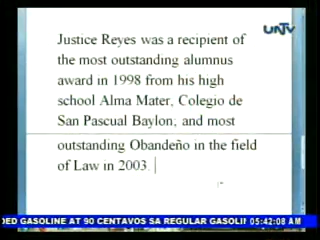 UNTV
Justice Reyes was a recipient of
the most outstanding alumnus
award in 1998 from his high
school Alma Mater, Colegio de
San Pascual Baylon; and most
outstanding Obandeño in the field
of Law in 2003.
GASOLINE AT 90 CENTAVOS SA REGULAR 05:42:08 AM